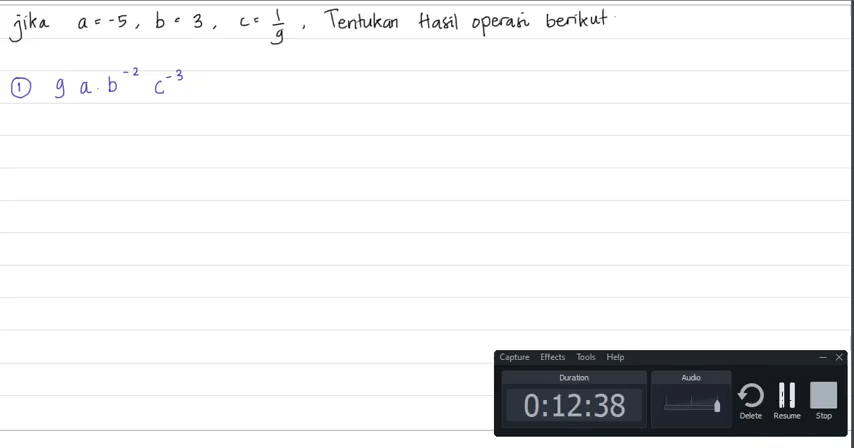 jika a = -5, b = 3, c = 1/9, Tentukan Hasil operasi berikut
① 9 a . b⁻² c⁻³
Capture Effects Tools Help
Duration Audio
0:12:38
Delete Resume Stop